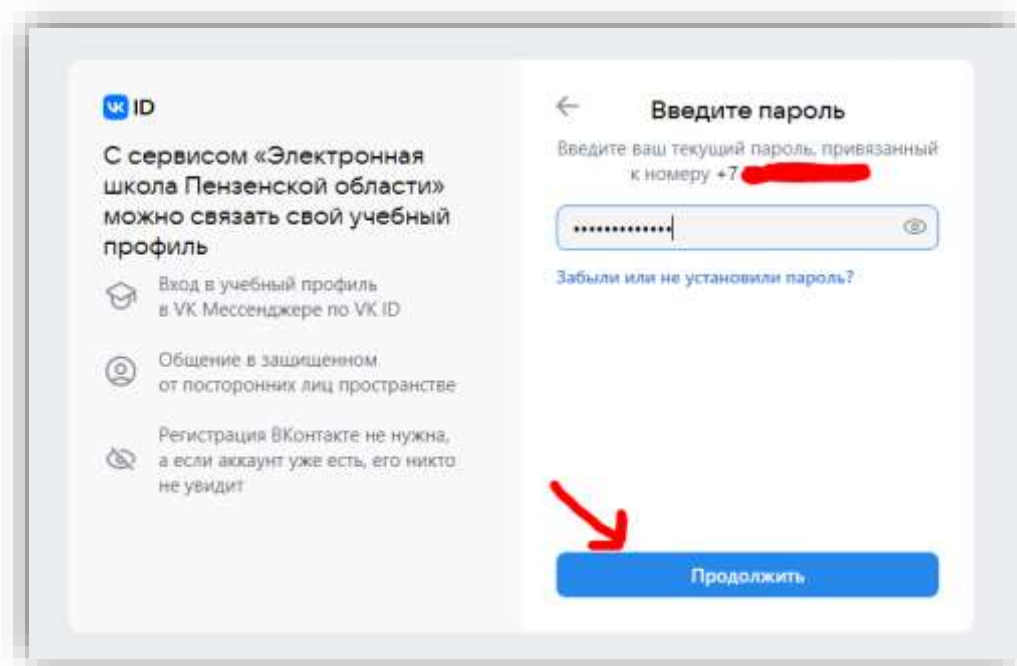 VK ID
С сервисом «Электронная
школа Пензенской области»
можно связать свой учебный
профиль
Вход в учебный профиль
в VK Мессенджере по VK ID
Общение в защищенном
от посторонних лиц пространстве
Регистрация ВКонтакте не нужна,
а если аккаунт уже есть, его никто
не увидит
Введите пароль
Введите ваш текущий пароль, привязанный
к номеру +7
•••••••••••••
Забыли или не установили пароль?
Продолжить